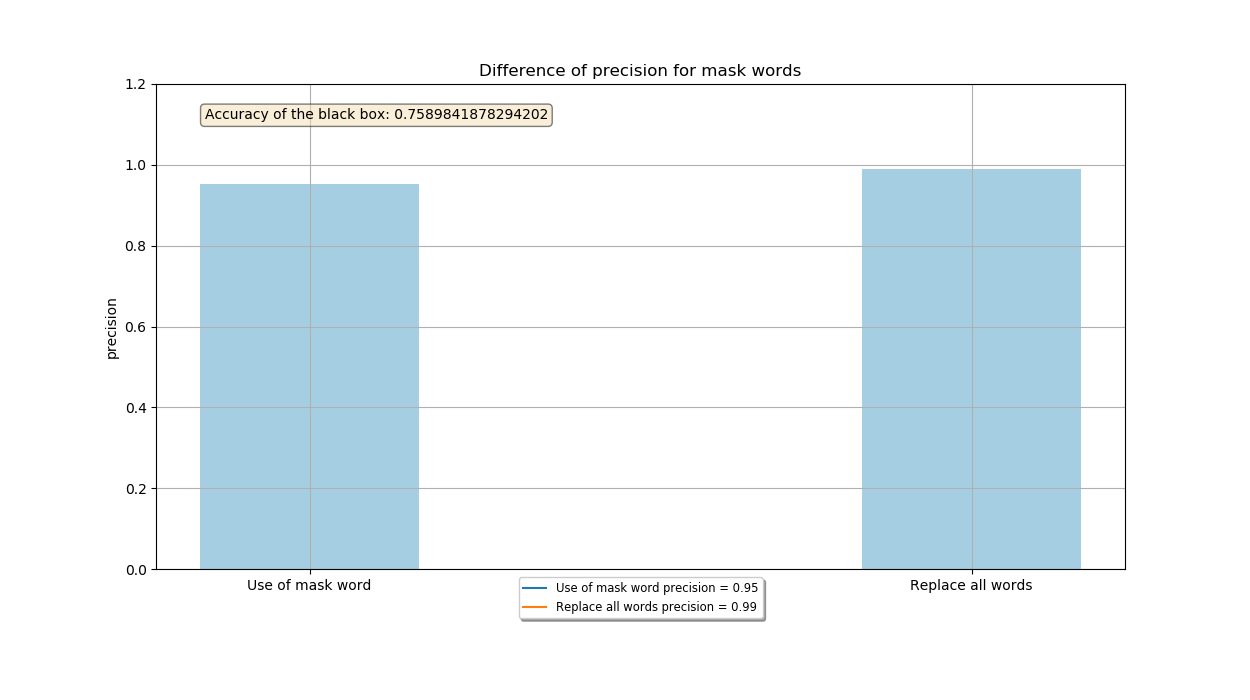 Difference of precision for mask words
Accuracy of the black box: 0.7589841878294202
1.2
1.0
0.8
0.6
0.4
0.2
0.0
precision
Use of mask word
Replace all words
Use of mask word precision = 0.95
Replace all words precision = 0.99